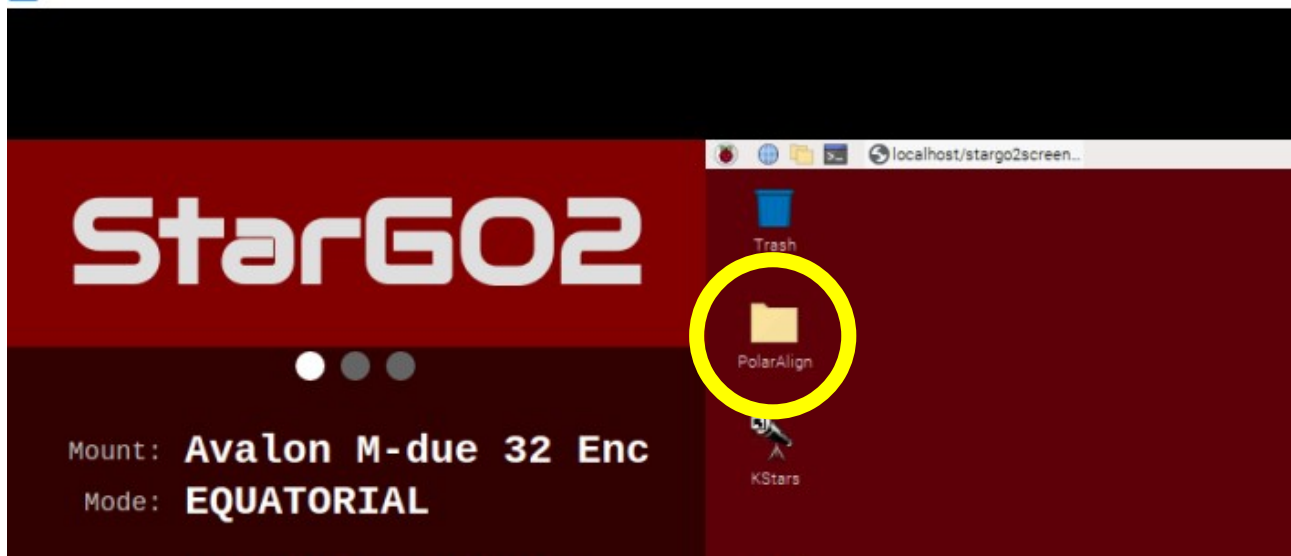 localhost/stargo2screen…
StarGO2
Trash
PolarAlign
Mount: Avalon M-due 32 Enc
Mode: EQUATORIAL
KStars